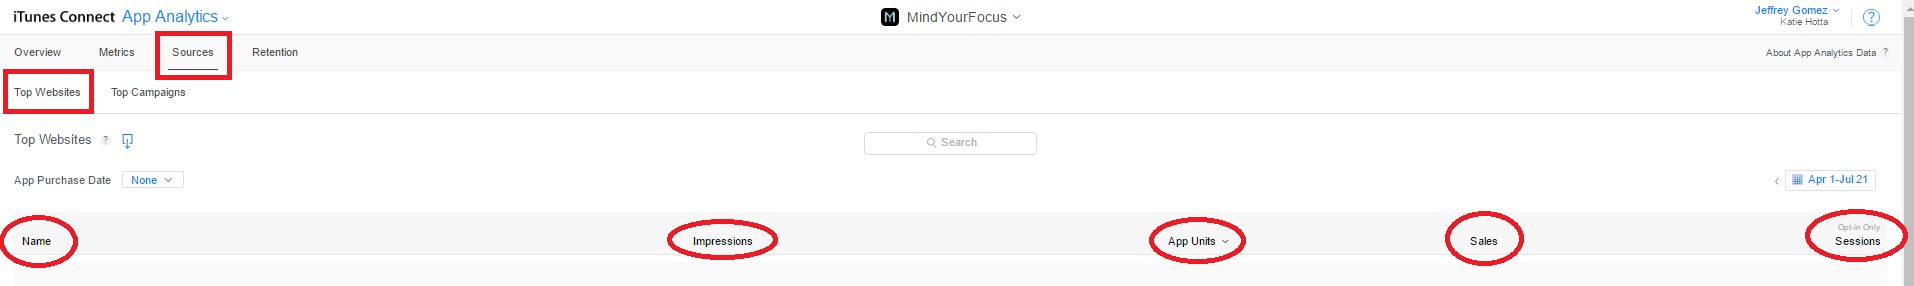 iTunes Connect App Analytics
MindYourFocus
Jeffrey Gomez
Katie Hotta
?
Overview Metrics Sources Retention
About App Analytics Data ?
Top Websites Top Campaigns
Top Websites ?
Search
App Purchase Date None
Apr 1-Jul 21
Name Impressions App Units Sales
Opt-in Only
Sessions